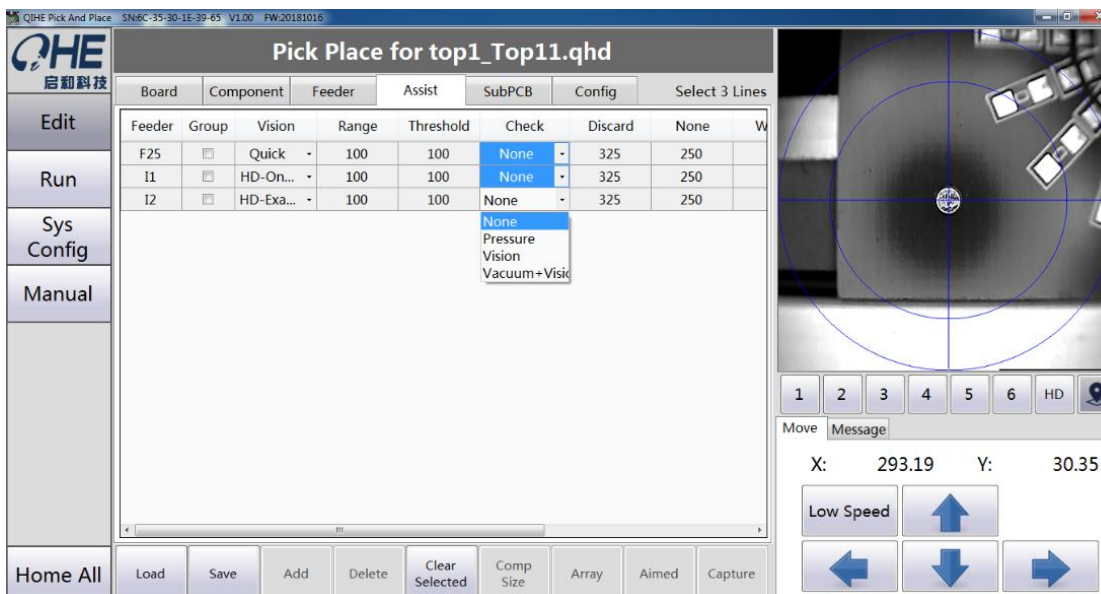 QIHE Pick And Place SN:6C-35-30-1E-39-65 V1.00 FW:20181016
QiHE
启和科技
Pick Place for top1_Top11.qhd
Board Component Feeder Assist SubPCB Config Select 3 Lines
Edit
Run
Sys
Config
Manual
Home All
Feeder Group Vision Range Threshold Check Discard None W
F25 Quick 100 100 None 325 250
I1 HD-On... 100 100 None 325 250
I2 HD-Exa... 100 100 None 325 250
None
Pressure
Vision
Vacuum+Visio
Load Save Add Delete Clear Selected Comp Size Array Aimed Capture
1 2 3 4 5 6 HD
Move Message
X: 293.19 Y: 30.35
Low Speed